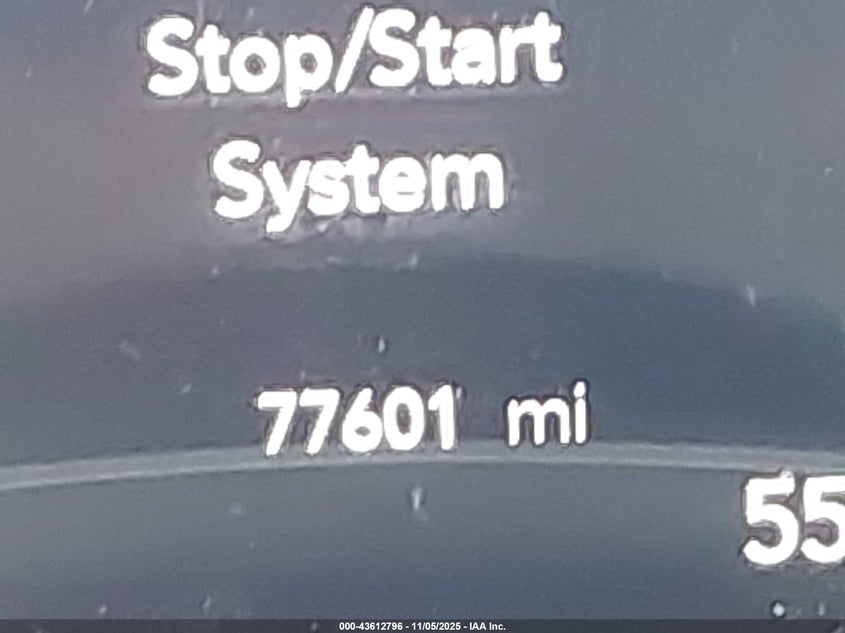 Stop/Start
System
77601 mi
55
000-43612796 - 11/05/2025 - IAA Inc.